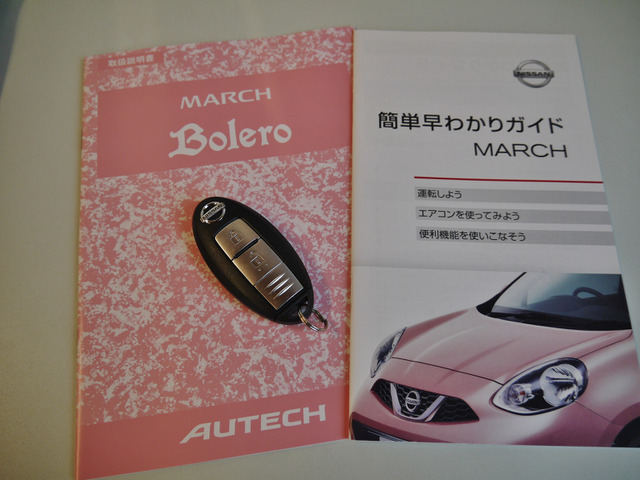 取扱説明書
MARCH
Bolero
AUTECH
NISSAN
簡単早わかりガイド
MARCH
運転しよう
エアコンを使ってみよう
便利機能を使いこなそう